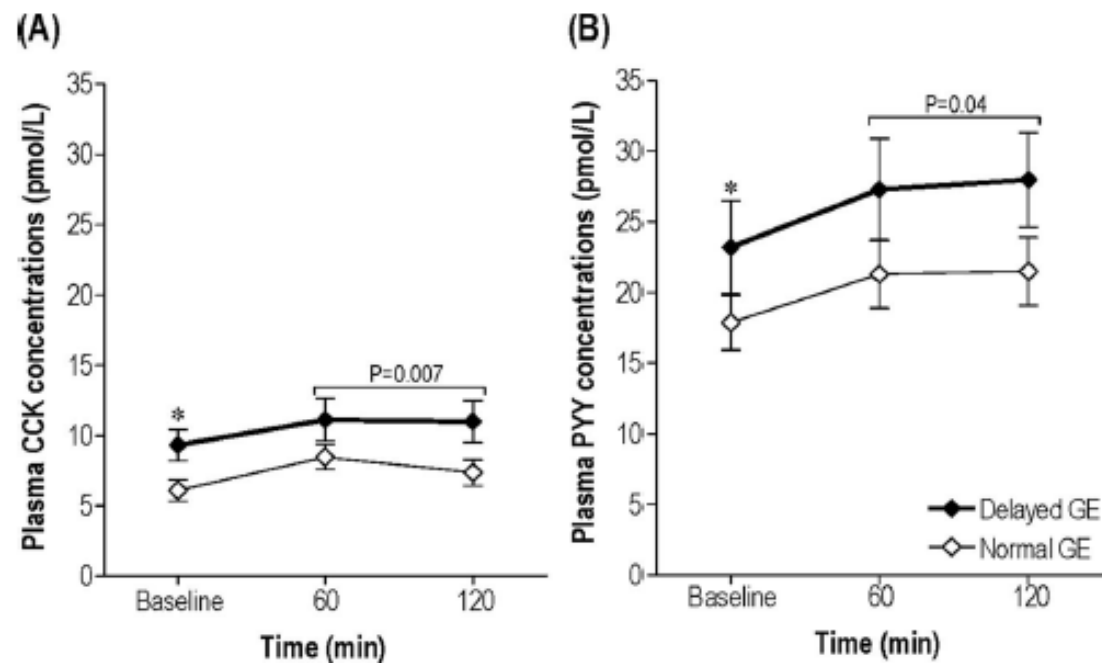 (A)
Plasma CCK concentrations (pmol/L)
35
30
25
20
15
10
5
0
P=0.007
*
Baseline 60 120
Time (min)
(B)
Plasma PYY concentrations (pmol/L)
35
30
25
20
15
10
5
0
P=0.04
*
Delayed GE
Normal GE
Baseline 60 120
Time (min)